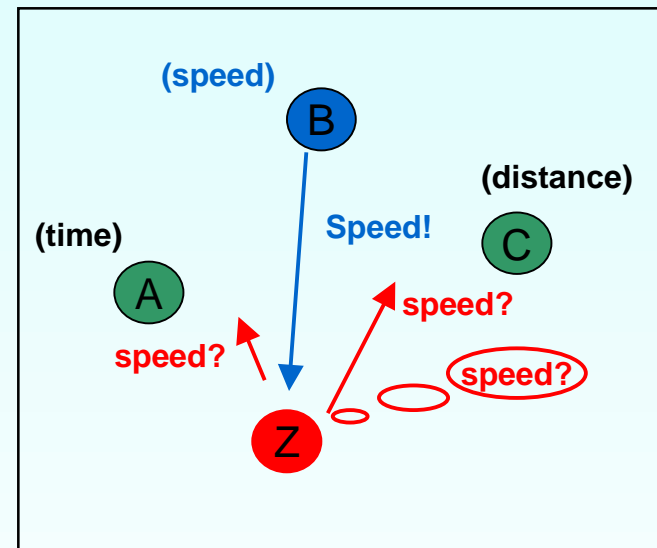 (speed)
B
(distance)
Speed!
C
(time)
A
speed?
speed?
speed?
Z